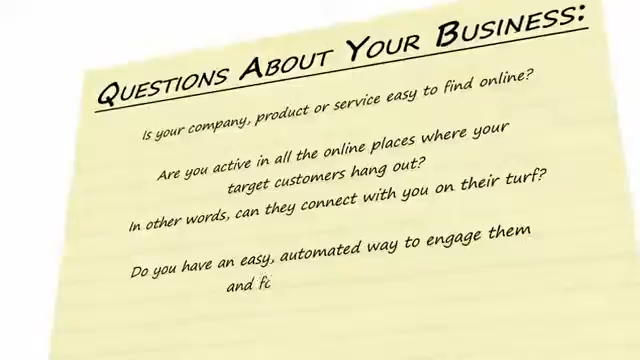 QUESTIONS ABOUT YOUR BUSINESS:
Is your company, product or service easy to find online?
Are you active in all the online places where your
target customers hang out?
In other words, can they connect with you on their turf?
Do you have an easy, automated way to engage them
and